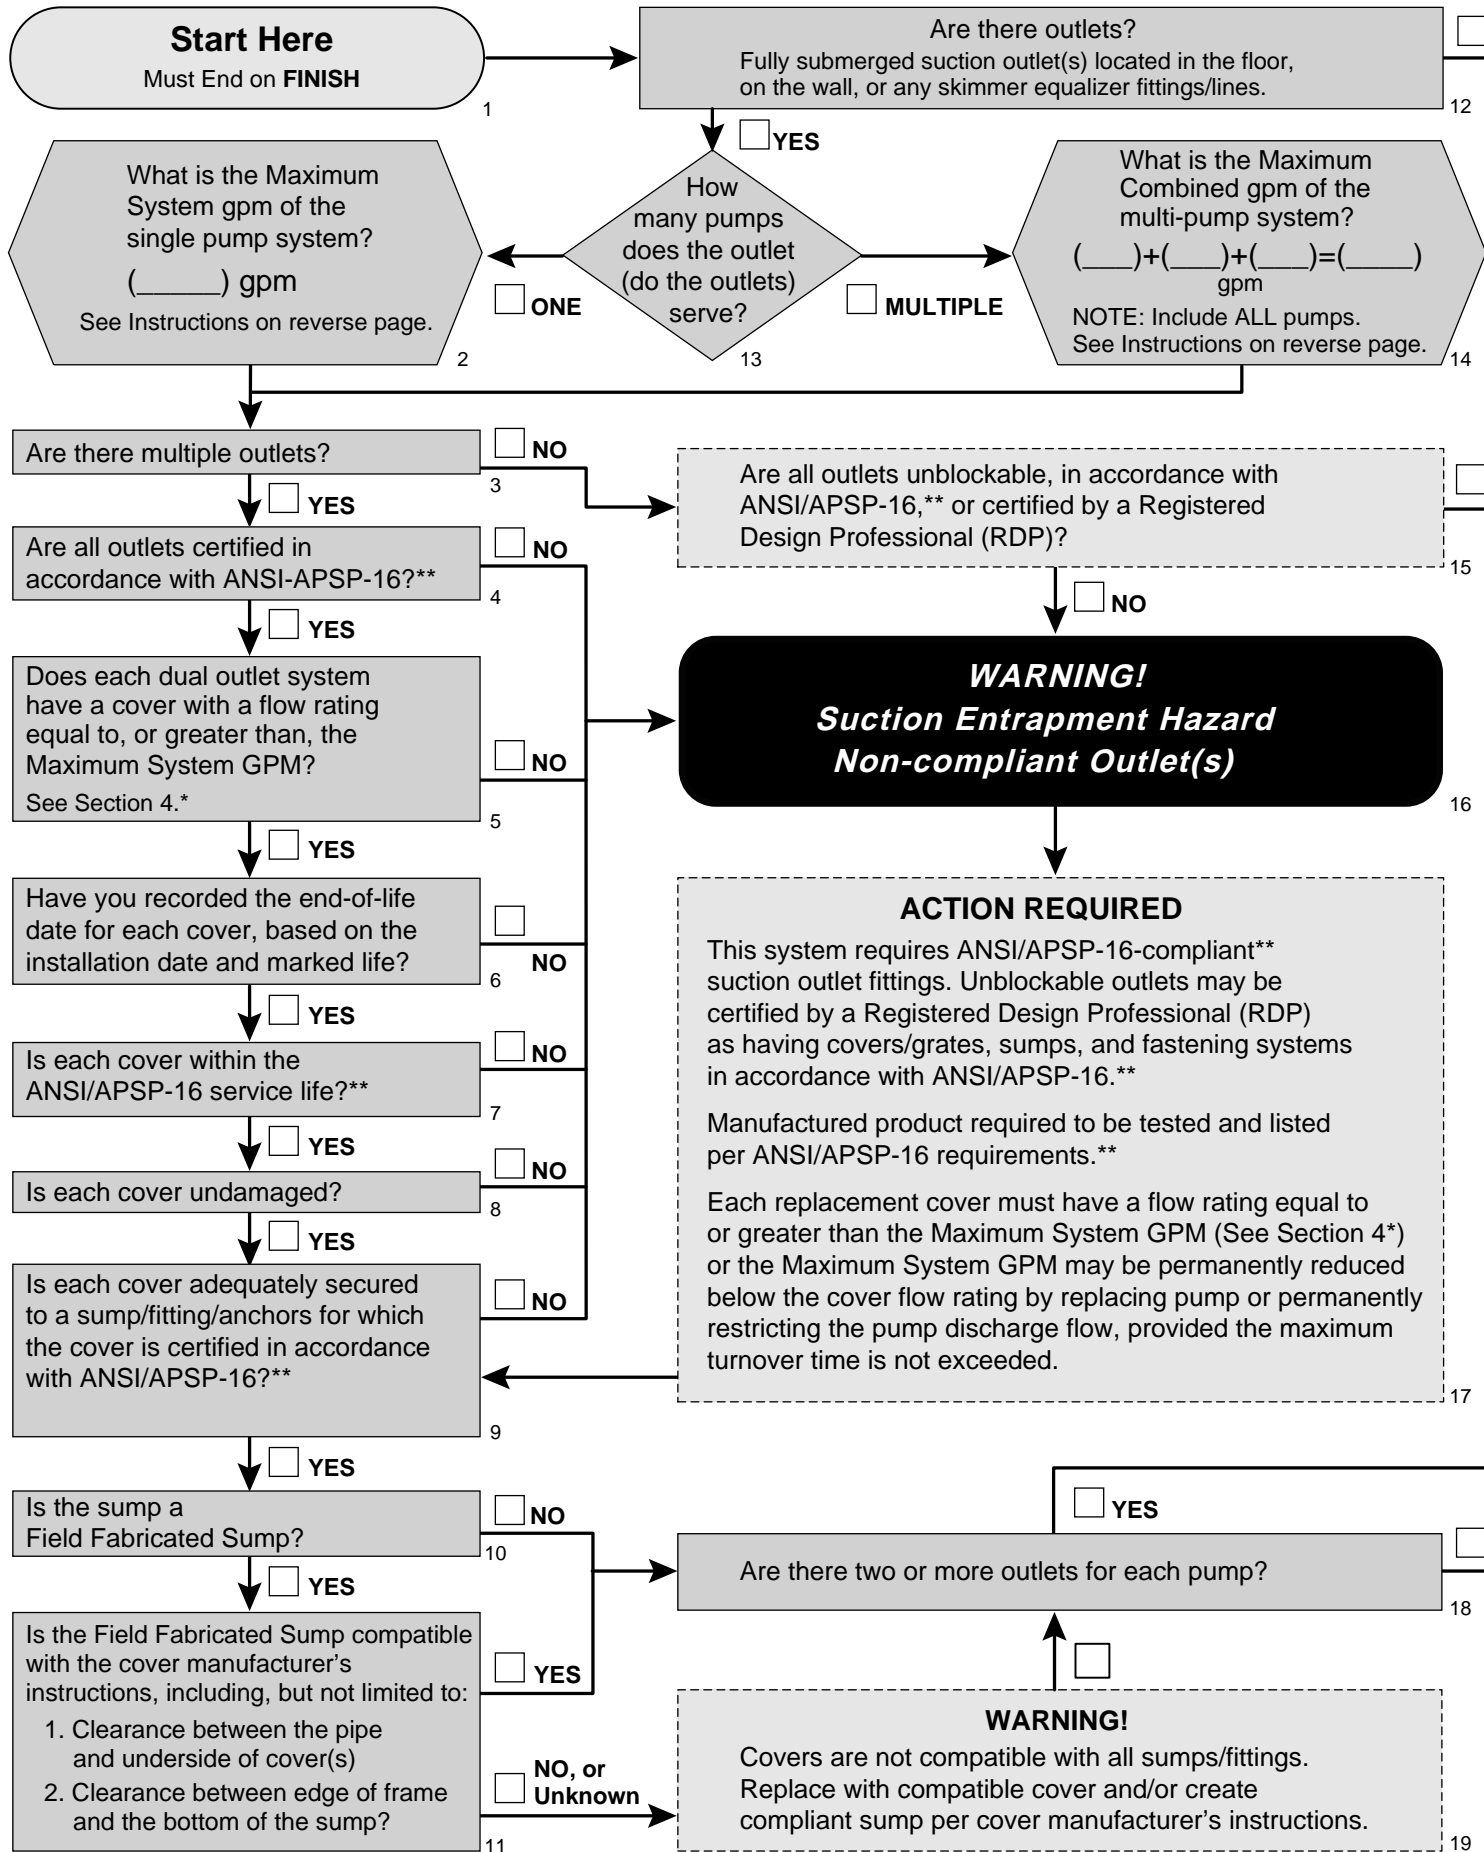 Start Here
Must End on FINISH
1
Are there outlets?
Fully submerged suction outlet(s) located in the floor,
on the wall, or any skimmer equalizer fittings/lines.
12
YES
What is the Maximum
System gpm of the
single pump system?
(_____) gpm
See Instructions on reverse page.
2
How
many pumps
does the outlet
(do the outlets)
serve?
13
ONE
MULTIPLE
What is the Maximum
Combined gpm of the
multi-pump system?
(___)+(___)+(___)=(____)
gpm
NOTE: Include ALL pumps.
See Instructions on reverse page.
14
Are there multiple outlets?
3
NO
YES
Are all outlets unblockable, in accordance with
ANSI/APSP-16,** or certified by a Registered
Design Professional (RDP)?
15
NO
Are all outlets certified in
accordance with ANSI-APSP-16?**
4
NO
YES
WARNING!
Suction Entrapment Hazard
Non-compliant Outlet(s)
16
Does each dual outlet system
have a cover with a flow rating
equal to, or greater than, the
Maximum System GPM?
See Section 4.*
5
NO
YES
Have you recorded the end-of-life
date for each cover, based on the
installation date and marked life?
6
NO
YES
Is each cover within the
ANSI/APSP-16 service life?**
7
NO
YES
Is each cover undamaged?
8
NO
YES
Is each cover adequately secured
to a sump/fitting/anchors for which
the cover is certified in accordance
with ANSI/APSP-16?**
9
NO
YES
ACTION REQUIRED
This system requires ANSI/APSP-16-compliant**
suction outlet fittings. Unblockable outlets may be
certified by a Registered Design Professional (RDP)
as having covers/grates, sumps, and fastening systems
in accordance with ANSI/APSP-16.**
Manufactured product required to be tested and listed
per ANSI/APSP-16 requirements.**
Each replacement cover must have a flow rating equal to
or greater than the Maximum System GPM (See Section 4*)
or the Maximum System GPM may be permanently reduced
below the cover flow rating by replacing pump or permanently
restricting the pump discharge flow, provided the maximum
turnover time is not exceeded.
17
Is the sump a
Field Fabricated Sump?
10
NO
YES
YES
Are there two or more outlets for each pump?
18
Is the Field Fabricated Sump compatible
with the cover manufacturer's
instructions, including, but not limited to:
1. Clearance between the pipe
and underside of cover(s)
2. Clearance between edge of frame
and the bottom of the sump?
11
YES
NO, or
Unknown
WARNING!
Covers are not compatible with all sumps/fittings.
Replace with compatible cover and/or create
compliant sump per cover manufacturer's instructions.
19